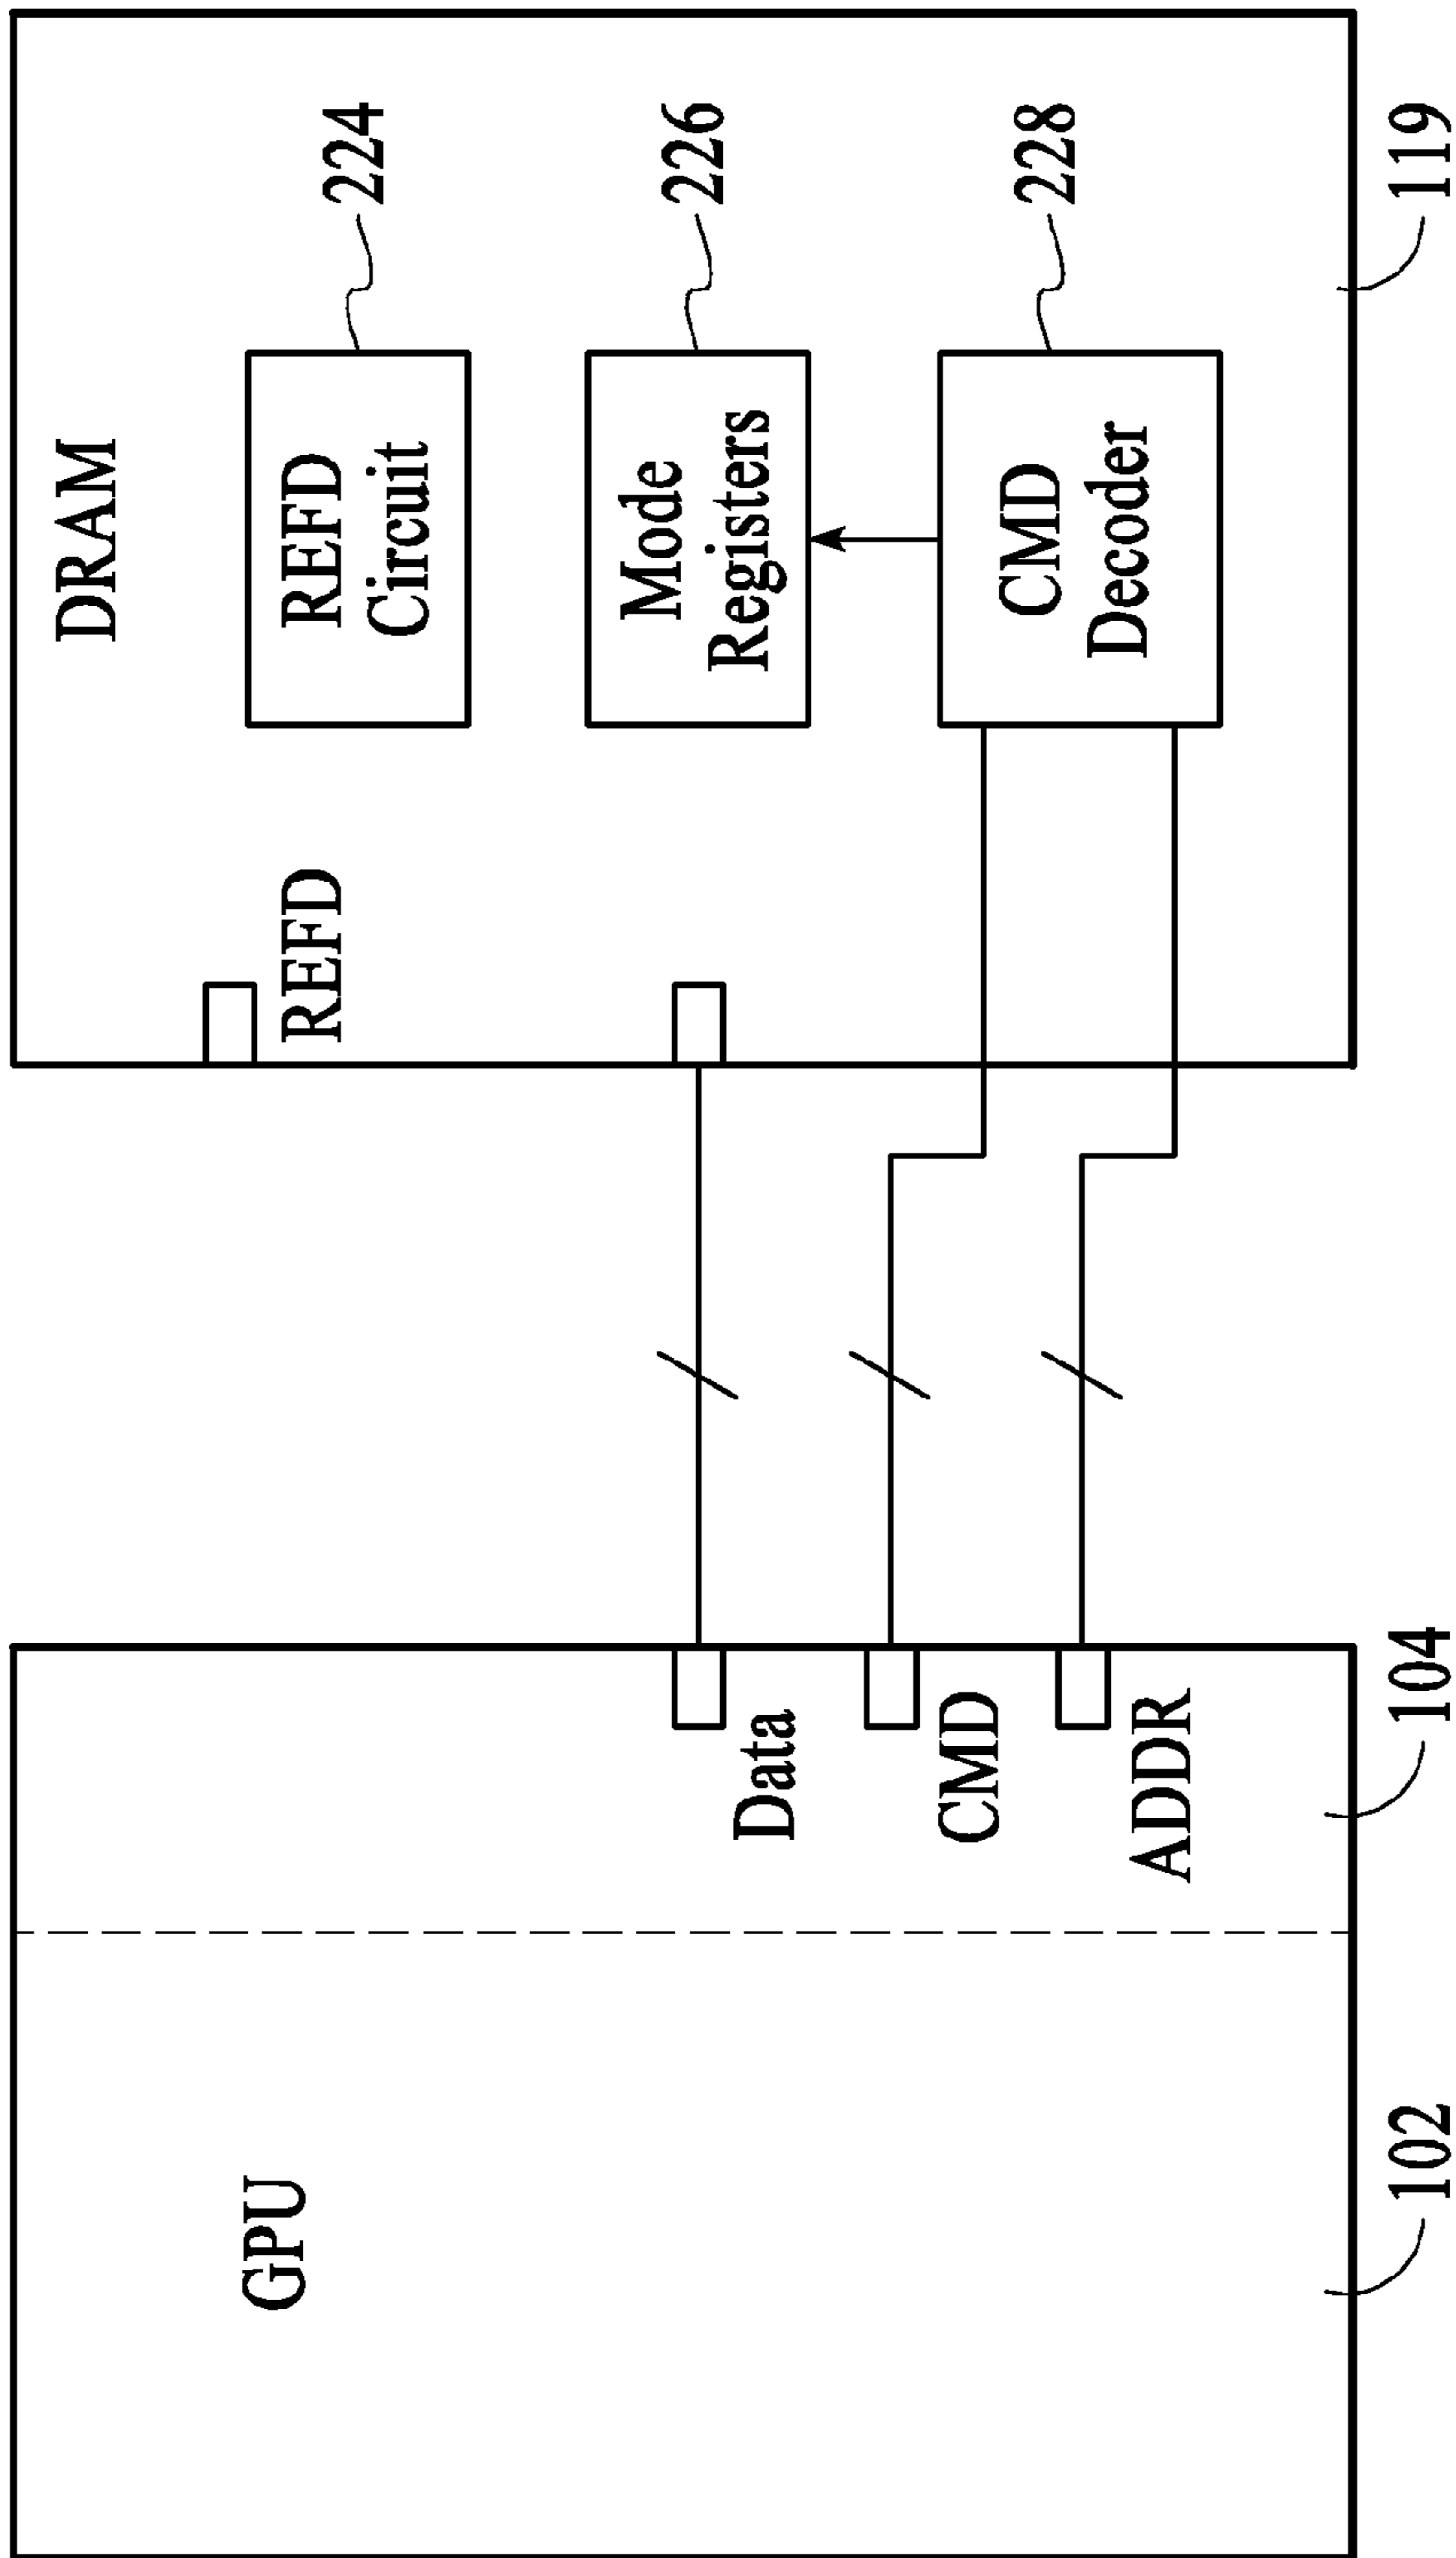 GPU
Data
CMD
ADDR
102
104
DRAM
REFD
REFD
Circuit
224
Mode
Registers
226
CMD
Decoder
228
119